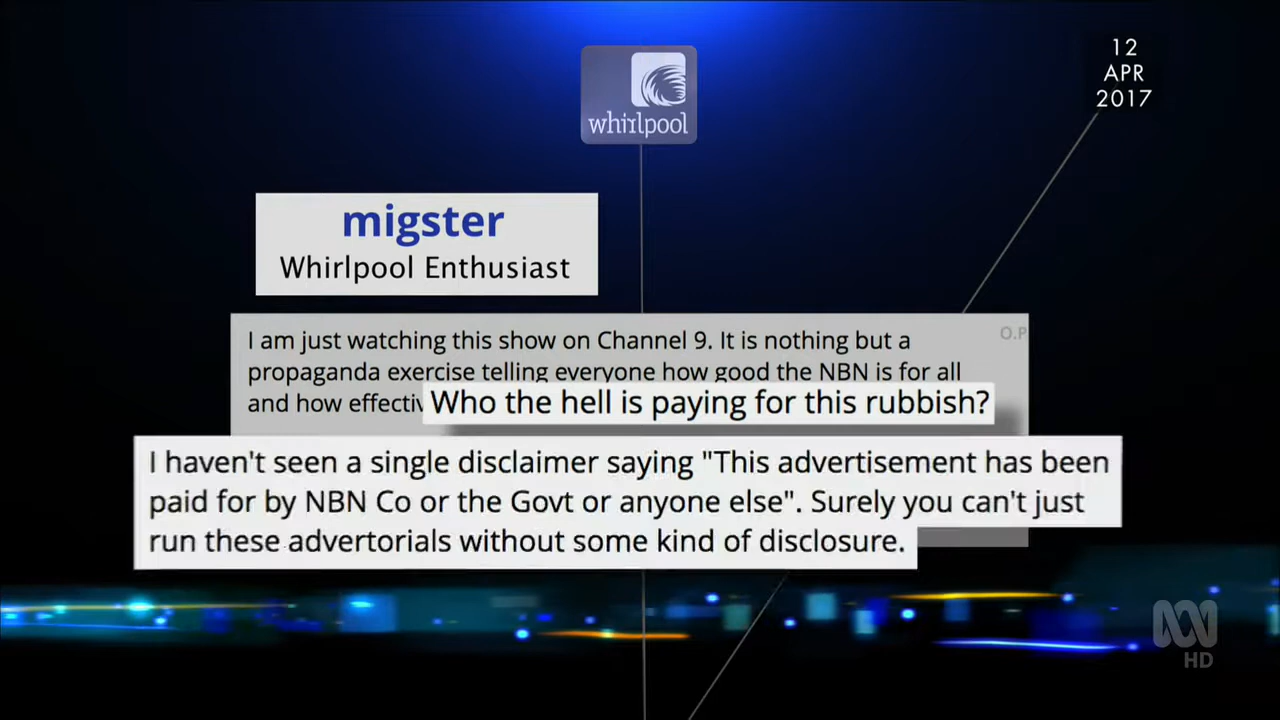 12
APR
2017
whirlpool
migster
Whirlpool Enthusiast
I am just watching this show on Channel 9. It is nothing but a
O.P
propaganda exercise telling everyone how good the NBN is for all
and how effectiv
Who the hell is paying for this rubbish?
I haven't seen a single disclaimer saying "This advertisement has been
paid for by NBN Co or the Govt or anyone else". Surely you can't just
run these advertorials without some kind of disclosure.
HD